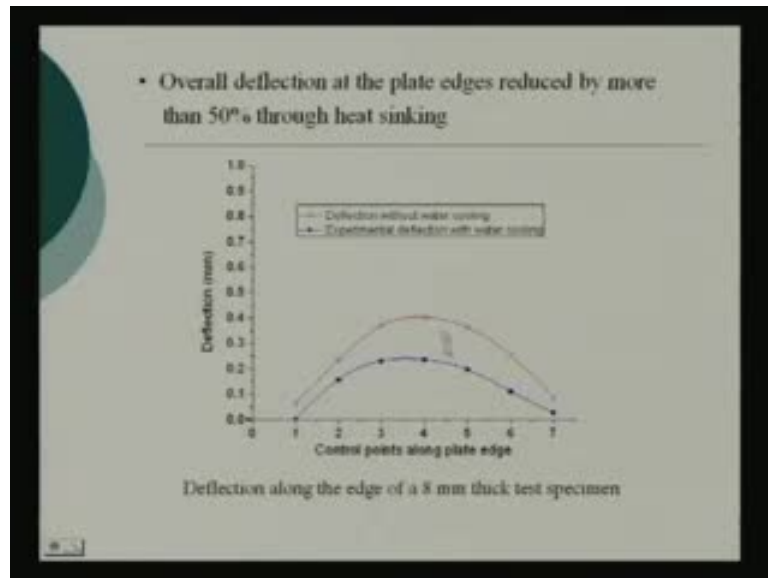 • Overall deflection at the plate edges reduced by more
than 50% through heat sinking
1.0
0.9
0.8
0.7
0.6
0.5
0.4
0.3
0.2
0.1
0.0
Deflection (mm)
Deflection without water cooling
Experimental deflection with water cooling
0 1 2 3 4 5 6 7
Control points along plate edge
Deflection along the edge of a 8 mm thick test specimen